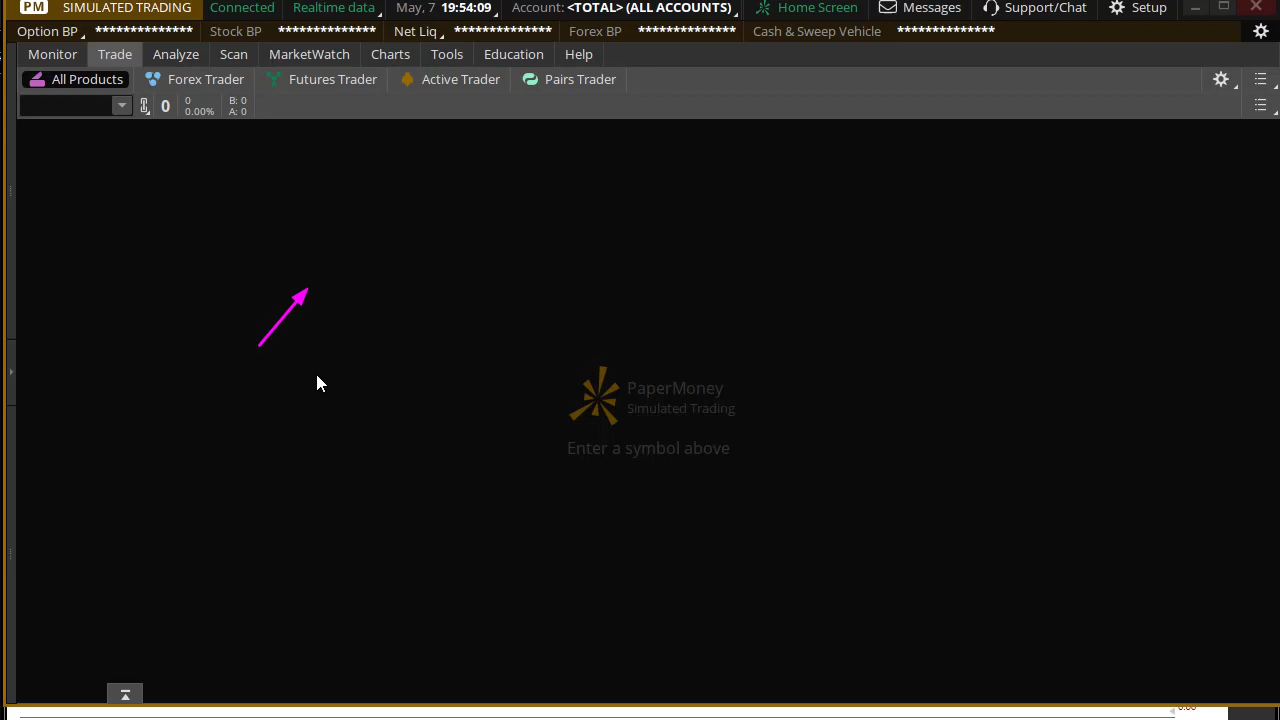 PM SIMULATED TRADING Connected Realtime data May, 7 19:54:09 Account: <TOTAL> (ALL ACCOUNTS) Home Screen Messages Support/Chat Setup
Option BP ************* Stock BP ************* Net Liq ************* Forex BP ************* Cash & Sweep Vehicle *************
Monitor Trade Analyze Scan MarketWatch Charts Tools Education Help
All Products Forex Trader Futures Trader Active Trader Pairs Trader
0 0 B: 0
0.00% A: 0
PaperMoney
Simulated Trading
Enter a symbol above